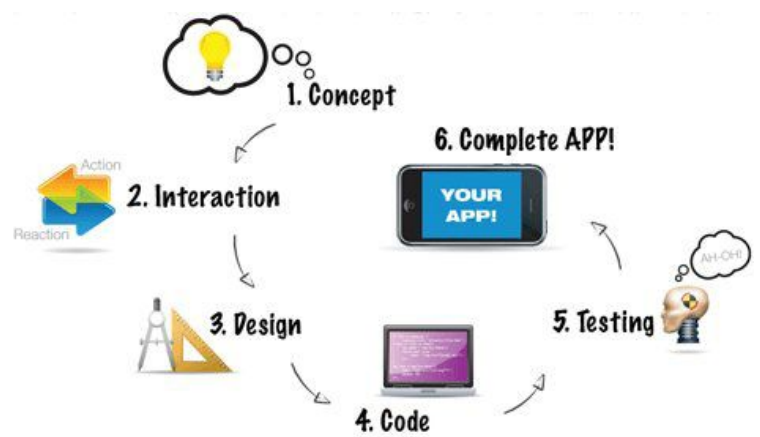 1. Concept
Action
2. Interaction
Reaction
3. Design
4. Code
5. Testing
AH-OH!
6. Complete APP!
YOUR
APP!